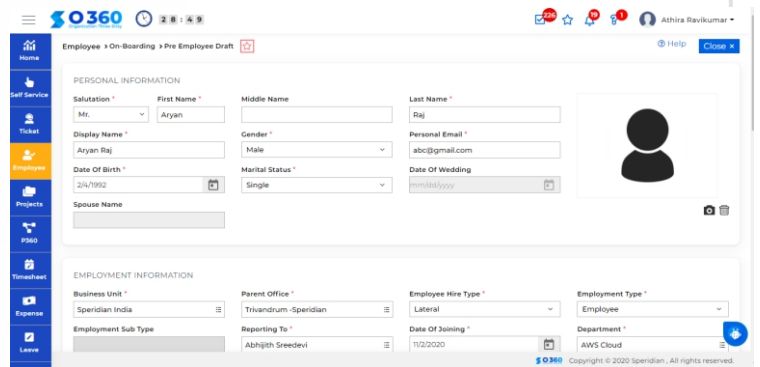 O360 28:49 226 19 1 Athira Ravikumar
Home
Self Service
Ticket
Employee
Projects
P360
Timesheet
Expense
Leave
Employee > On-Boarding > Pre Employee Draft Help Close ×
PERSONAL INFORMATION
Salutation * First Name * Middle Name Last Name *
Mr. Aryan Raj
Display Name * Gender * Personal Email *
Aryan Raj Male abc@gmail.com
Date Of Birth * Marital Status * Date Of Wedding
2/4/1992 Single mm/dd/yyyy
Spouse Name
EMPLOYMENT INFORMATION
Business Unit * Parent Office * Employee Hire Type * Employment Type *
Speridian India Trivandrum -Speridian Lateral Employee
Employment Sub Type Reporting To * Date Of Joining * Department *
Abhijith Sreedevi 11/2/2020 AWS Cloud
O360 Copyright © 2020 Speridian , All rights reserved.